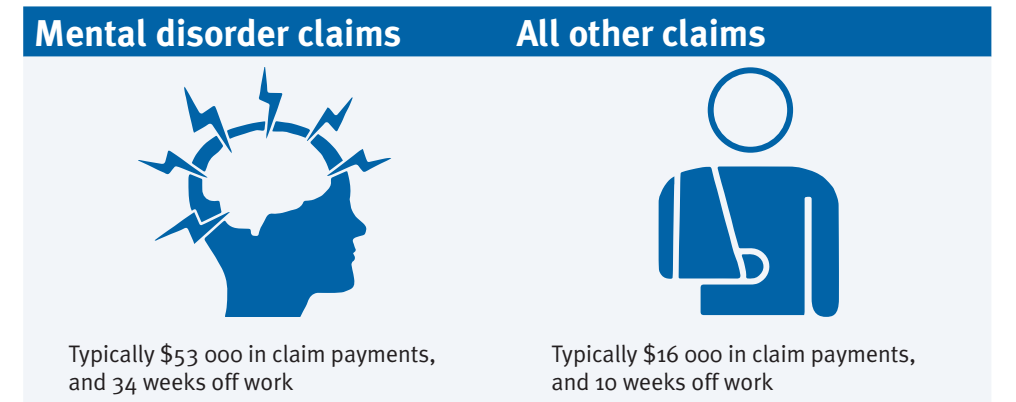 Mental disorder claims
All other claims
Typically $53 000 in claim payments,
and 34 weeks off work
Typically $16 000 in claim payments,
and 10 weeks off work